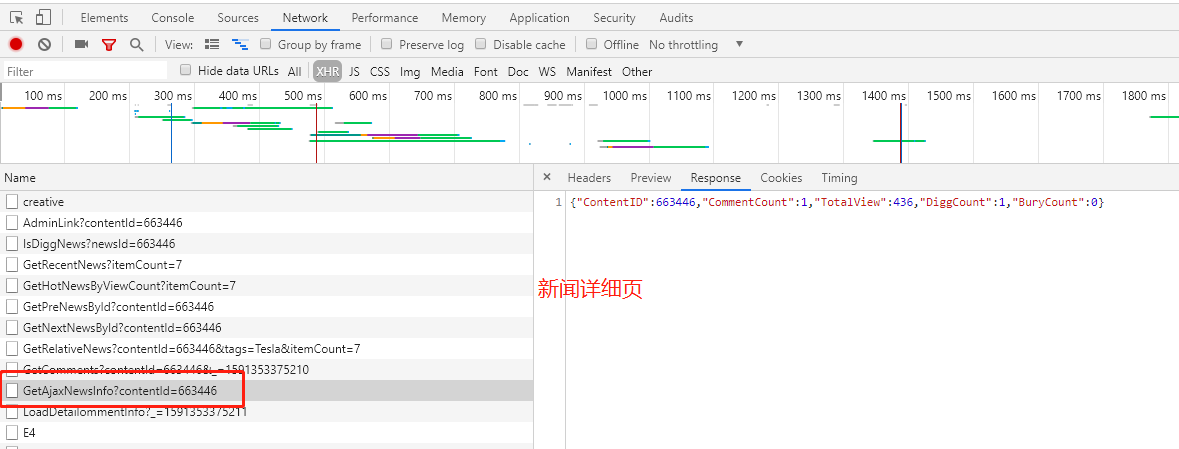 Elements Console Sources Network Performance Memory Application Security Audits
View: Group by frame Preserve log Disable cache Offline No throttling
Filter Hide data URLs All XHR JS CSS Img Media Font Doc WS Manifest Other
100 ms 200 ms 300 ms 400 ms 500 ms 600 ms 700 ms 800 ms 900 ms 1000 ms 1100 ms 1200 ms 1300 ms 1400 ms 1500 ms 1600 ms 1700 ms 1800 ms
Name
creative
AdminLink?contentId=663446
IsDiggNews?newsId=663446
GetRecentNews?itemCount=7
GetHotNewsByViewCount?itemCount=7
GetPreNewsById?contentId=663446
GetNextNewsById?contentId=663446
GetRelativeNews?contentId=663446&tags=Tesla&itemCount=7
GetComments?contentId=663446&_=1591353375210
GetAjaxNewsInfo?contentId=663446
LoadDetailommentInfo?_=1591353375211
E4
× Headers Preview Response Cookies Timing
1 {"ContentID":663446,"CommentCount":1,"TotalView":436,"DiggCount":1,"BuryCount":0}
新闻详细页